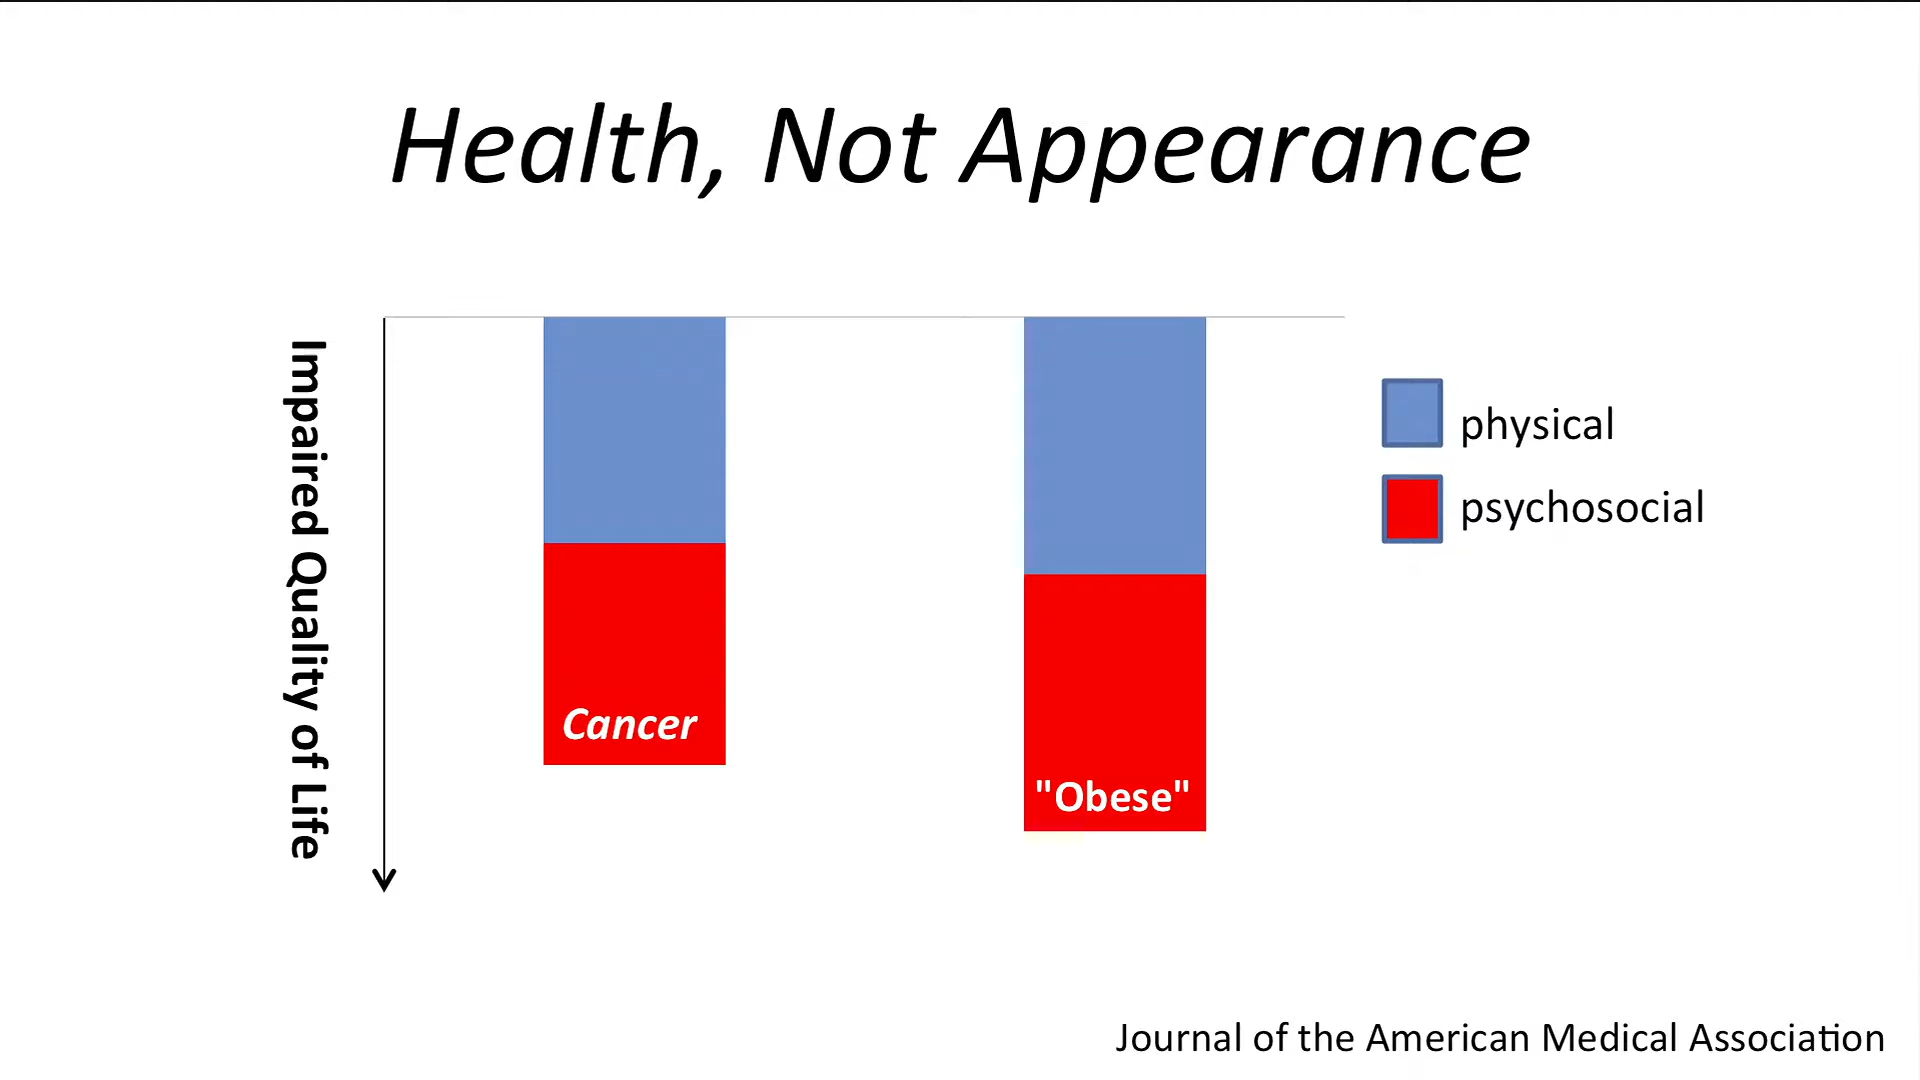 Health, Not Appearance
Impaired Quality of Life
physical
psychosocial
Cancer
"Obese"
Journal of the American Medical Association